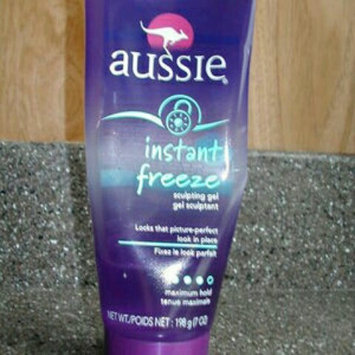 aussie®
instant
freeze
sculpting gel
gel sculptant
Locks that picture-perfect
look in place
Fixez le look parfait
maximum hold
tenue maximale
NET WT./POIDS NET : 198 g (7 OZ)